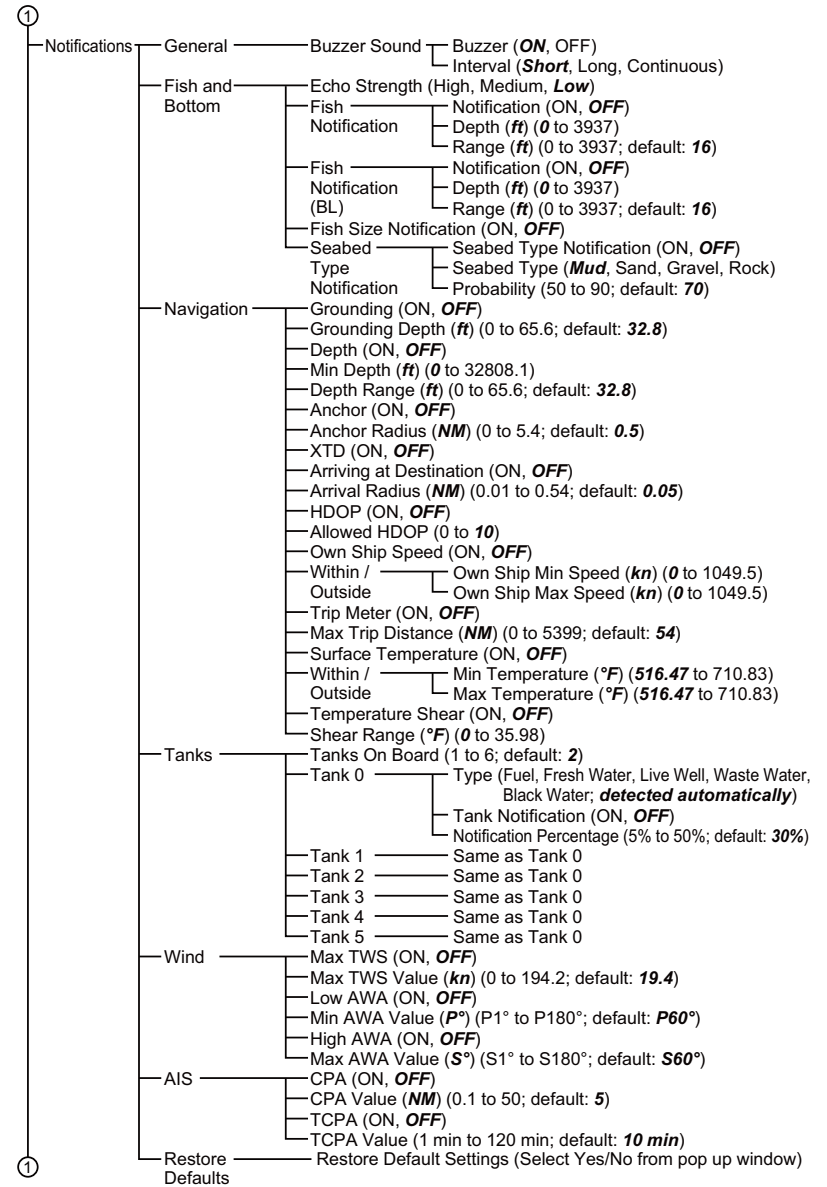 1
Notifications General Buzzer Sound Buzzer (ON, OFF)
Interval (Short, Long, Continuous)
Fish and Echo Strength (High, Medium, Low)
Bottom Fish Notification (ON, OFF)
Notification Depth (ft) (0 to 3937)
Range (ft) (0 to 3937; default: 16)
Fish Notification (ON, OFF)
Notification Depth (ft) (0 to 3937)
(BL) Range (ft) (0 to 3937; default: 16)
Fish Size Notification (ON, OFF)
Seabed Seabed Type Notification (ON, OFF)
Type Seabed Type (Mud, Sand, Gravel, Rock)
Notification Probability (50 to 90; default: 70)
Navigation Grounding (ON, OFF)
Grounding Depth (ft) (0 to 65.6; default: 32.8)
Depth (ON, OFF)
Min Depth (ft) (0 to 32808.1)
Depth Range (ft) (0 to 65.6; default: 32.8)
Anchor (ON, OFF)
Anchor Radius (NM) (0 to 5.4; default: 0.5)
XTD (ON, OFF)
Arriving at Destination (ON, OFF)
Arrival Radius (NM) (0.01 to 0.54; default: 0.05)
HDOP (ON, OFF)
Allowed HDOP (0 to 10)
Own Ship Speed (ON, OFF)
Within / Own Ship Min Speed (kn) (0 to 1049.5)
Outside Own Ship Max Speed (kn) (0 to 1049.5)
Trip Meter (ON, OFF)
Max Trip Distance (NM) (0 to 5399; default: 54)
Surface Temperature (ON, OFF)
Within / Min Temperature (°F) (516.47 to 710.83)
Outside Max Temperature (°F) (516.47 to 710.83)
Temperature Shear (ON, OFF)
Shear Range (°F) (0 to 35.98)
Tanks Tanks On Board (1 to 6; default: 2)
Tank 0 Type (Fuel, Fresh Water, Live Well, Waste Water,
Black Water; detected automatically)
Tank Notification (ON, OFF)
Notification Percentage (5% to 50%; default: 30%)
Tank 1 Same as Tank 0
Tank 2 Same as Tank 0
Tank 3 Same as Tank 0
Tank 4 Same as Tank 0
Tank 5 Same as Tank 0
Wind Max TWS (ON, OFF)
Max TWS Value (kn) (0 to 194.2; default: 19.4)
Low AWA (ON, OFF)
Min AWA Value (P°) (P1° to P180°; default: P60°)
High AWA (ON, OFF)
Max AWA Value (S°) (S1° to S180°; default: S60°)
AIS CPA (ON, OFF)
CPA Value (NM) (0.1 to 50; default: 5)
TCPA (ON, OFF)
TCPA Value (1 min to 120 min; default: 10 min)
1 Restore Restore Default Settings (Select Yes/No from pop up window)
Defaults